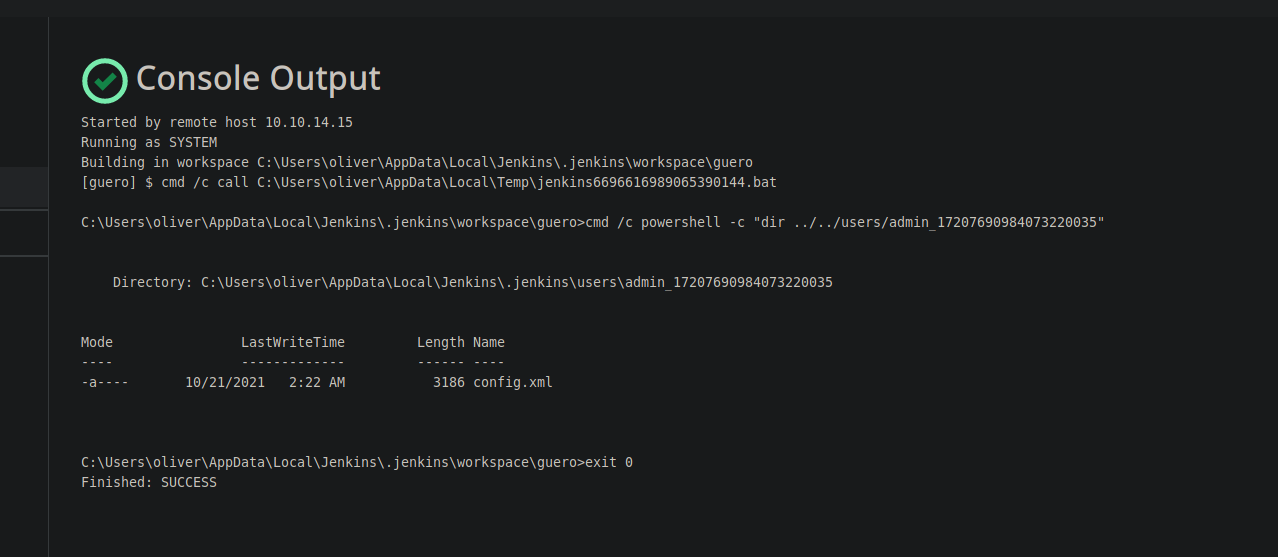 Console Output
Started by remote host 10.10.14.15
Running as SYSTEM
Building in workspace C:\Users\oliver\AppData\Local\Jenkins\.jenkins\workspace\guero
[guero] $ cmd /c call C:\Users\oliver\AppData\Local\Temp\jenkins6696616989065390144.bat
C:\Users\oliver\AppData\Local\Jenkins\.jenkins\workspace\guero>cmd /c powershell -c "dir ../../users/admin_17207690984073220035"
Directory: C:\Users\oliver\AppData\Local\Jenkins\.jenkins\users\admin_17207690984073220035
Mode                LastWriteTime         Length Name
----                -------------         ------ ----
-a----       10/21/2021   2:22 AM           3186 config.xml
C:\Users\oliver\AppData\Local\Jenkins\.jenkins\workspace\guero>exit 0
Finished: SUCCESS